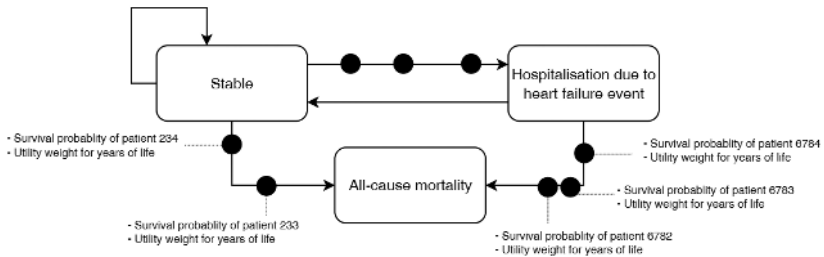 Stable
Hospitalisation due to
heart failure event
- Survival probablity of patient 234
- Utility weight for years of life
- Survival probablity of patient 6784
- Utility weight for years of life
All-cause mortality
- Survival probablity of patient 6783
- Utility weight for years of life
- Survival probablity of patient 233
- Utility weight for years of life
- Survival probablity of patient 6782
- Utility weight for years of life